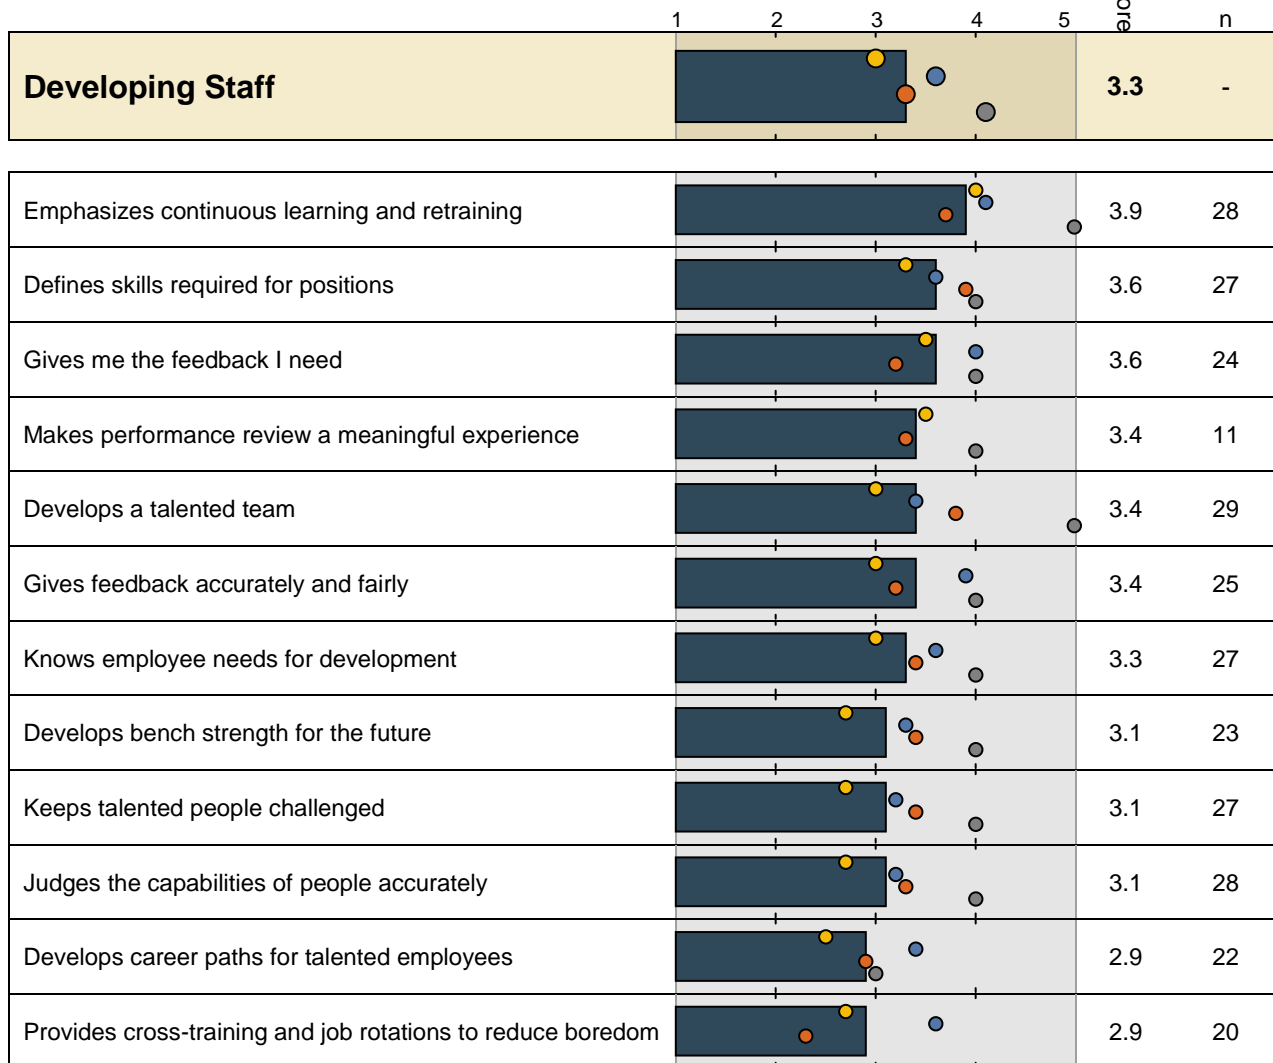 1 2 3 4 5 ore n
Developing Staff 3.3 -
Emphasizes continuous learning and retraining 3.9 28
Defines skills required for positions 3.6 27
Gives me the feedback I need 3.6 24
Makes performance review a meaningful experience 3.4 11
Develops a talented team 3.4 29
Gives feedback accurately and fairly 3.4 25
Knows employee needs for development 3.3 27
Develops bench strength for the future 3.1 23
Keeps talented people challenged 3.1 27
Judges the capabilities of people accurately 3.1 28
Develops career paths for talented employees 2.9 22
Provides cross-training and job rotations to reduce boredom 2.9 20